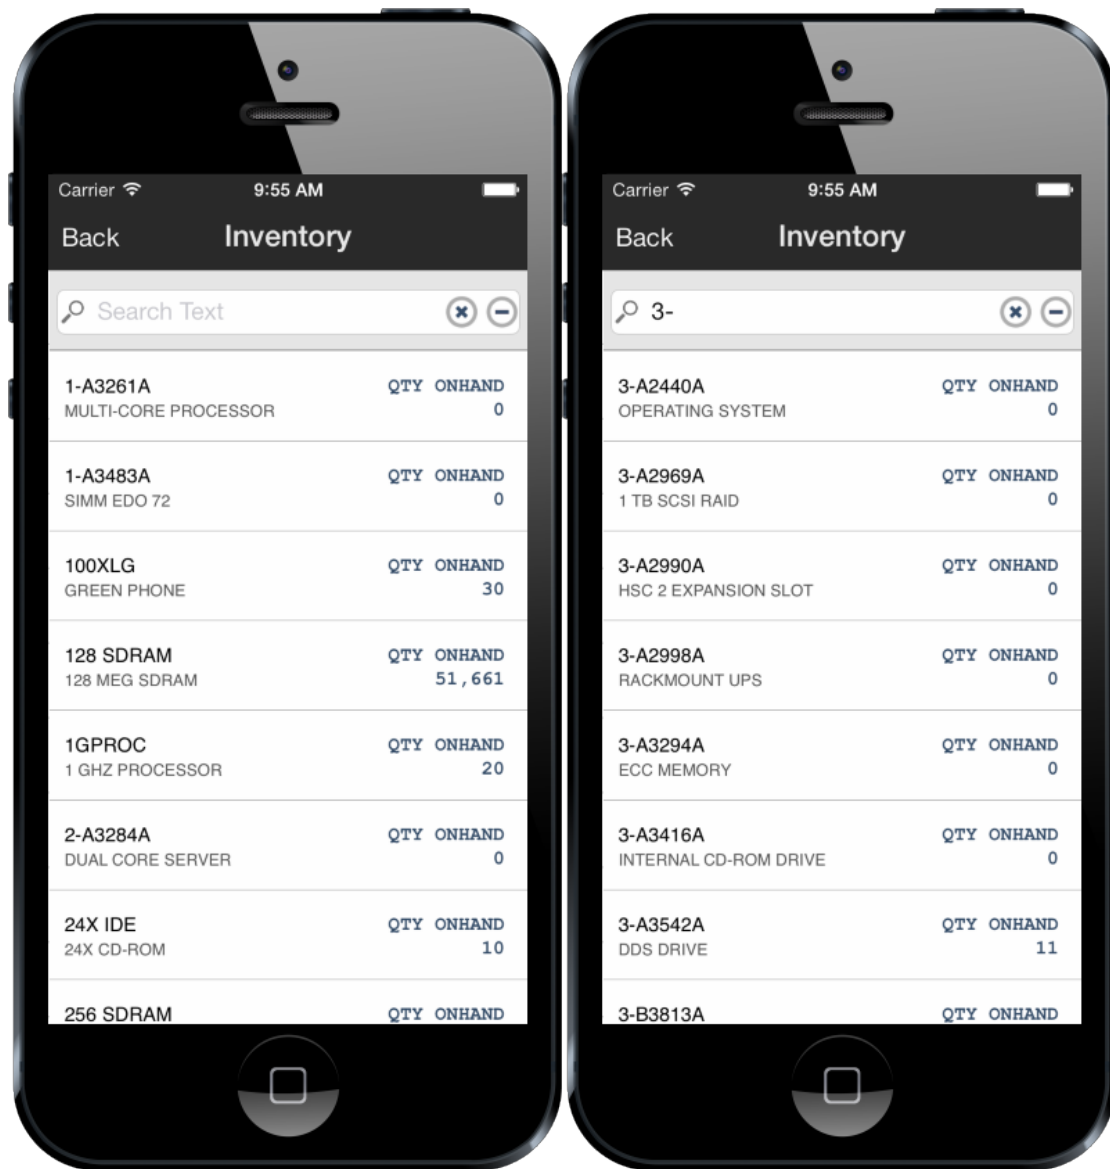 Carrier
9:55 AM
Back
Inventory
Search Text
1-A3261A
QTY ONHAND
MULTI-CORE PROCESSOR
0
1-A3483A
QTY ONHAND
SIMM EDO 72
0
100XLG
QTY ONHAND
GREEN PHONE
30
128 SDRAM
QTY ONHAND
128 MEG SDRAM
51,661
1GPROC
QTY ONHAND
1 GHZ PROCESSOR
20
2-A3284A
QTY ONHAND
DUAL CORE SERVER
0
24X IDE
QTY ONHAND
24X CD-ROM
10
256 SDRAM
QTY ONHAND
Carrier
9:55 AM
Back
Inventory
3-
3-A2440A
QTY ONHAND
OPERATING SYSTEM
0
3-A2969A
QTY ONHAND
1 TB SCSI RAID
0
3-A2990A
QTY ONHAND
HSC 2 EXPANSION SLOT
0
3-A2998A
QTY ONHAND
RACKMOUNT UPS
0
3-A3294A
QTY ONHAND
ECC MEMORY
0
3-A3416A
QTY ONHAND
INTERNAL CD-ROM DRIVE
0
3-A3542A
QTY ONHAND
DDS DRIVE
11
3-B3813A
QTY ONHAND